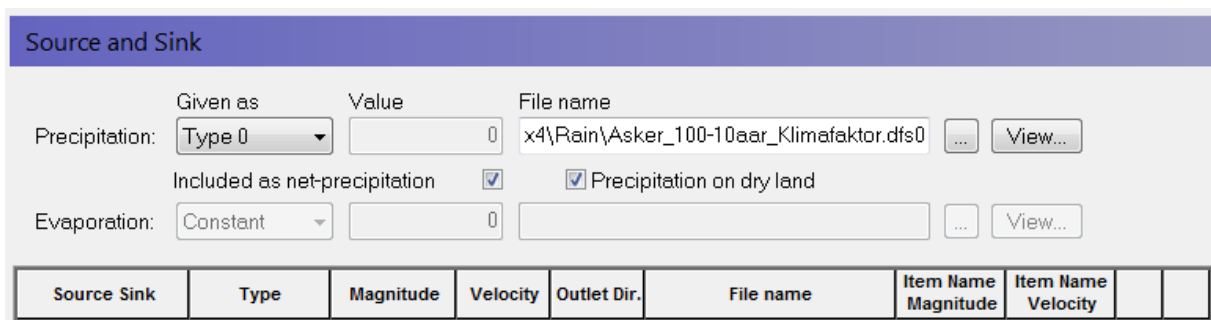 Source and Sink
Given as Value File name
Precipitation: Type 0 0 x4\Rain\Asker_100-10aar_Klimafaktor.dfs0 ... View...
Included as net-precipitation Precipitation on dry land
Evaporation: Constant 0 ... View...
Source Sink Type Magnitude Velocity Outlet Dir. File name Item Name Magnitude Item Name Velocity